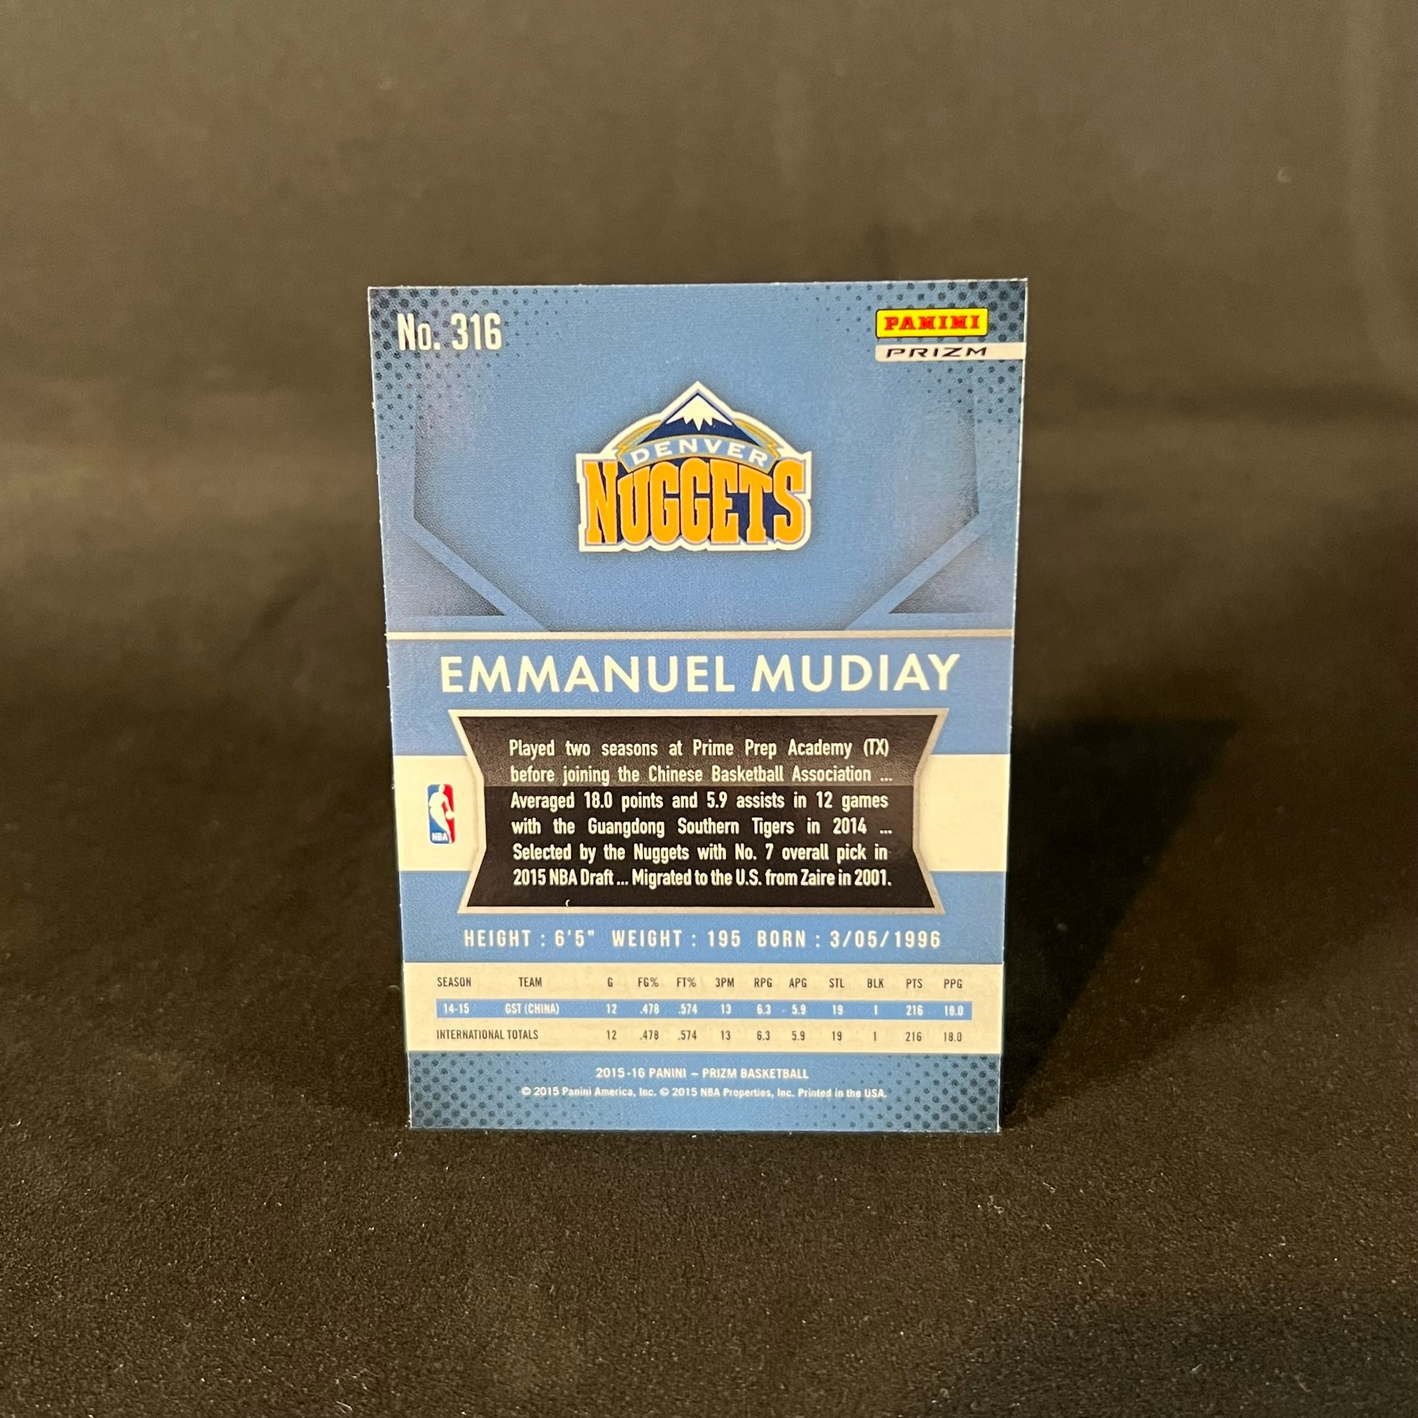 No. 316
PANINI
PRIZM
DENVER
NUGGETS
EMMANUEL MUDIAY
Played two seasons at Prime Prep Academy (TX)
before joining the Chinese Basketball Association ...
Averaged 18.0 points and 5.9 assists in 12 games
with the Guangdong Southern Tigers in 2014 ...
Selected by the Nuggets with No. 7 overall pick in
2015 NBA Draft ... Migrated to the U.S. from Zaire in 2001.
NBA
HEIGHT : 6'5" WEIGHT : 195 BORN : 3/05/1996
SEASON TEAM G FG% FT% 3PM RPG APG STL BLK PTS PPG
14-15 GST (CHINA) 12 .478 .574 13 6.3 5.9 19 1 216 18.0
INTERNATIONAL TOTALS 12 .478 .574 13 6.3 5.9 19 1 216 18.0
2015-16 PANINI – PRIZM BASKETBALL
© 2015 Panini America, Inc. © 2015 NBA Properties, Inc. Printed in the USA.